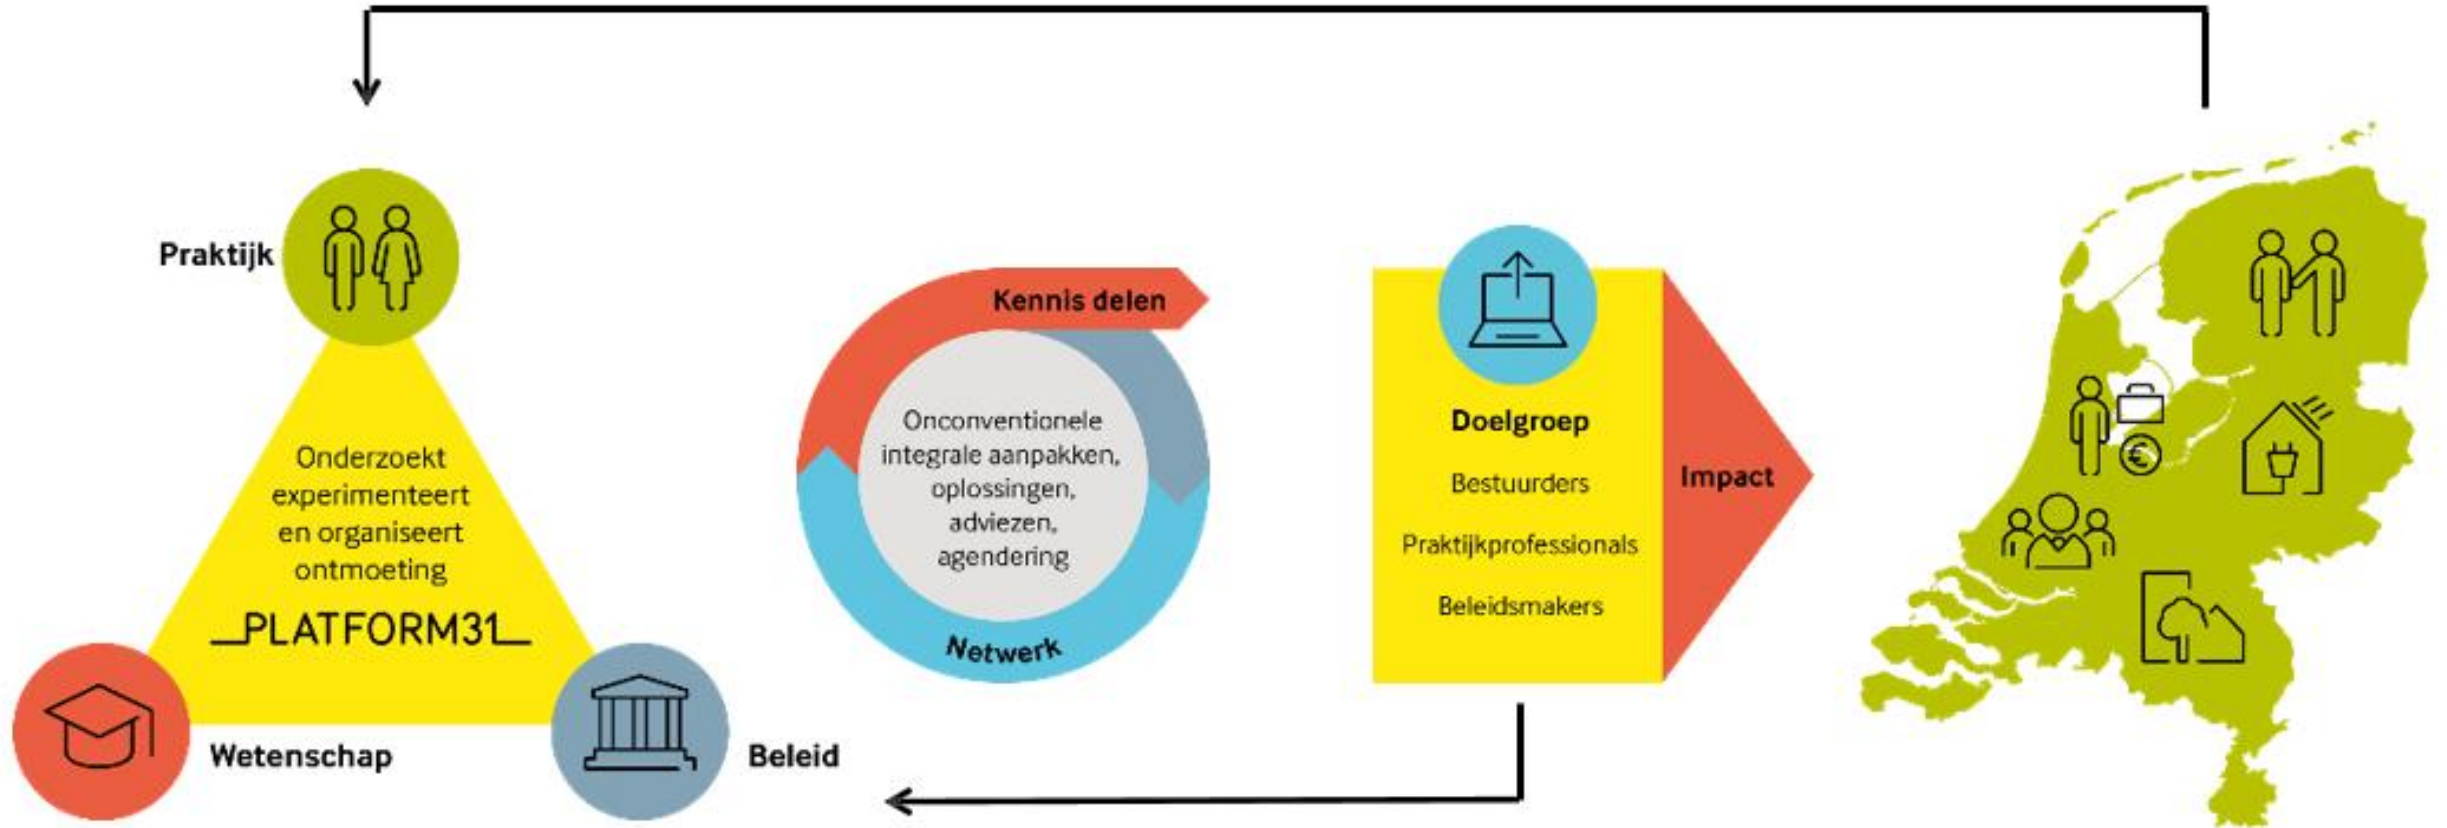 Praktijk
Onderzoekt
experimenteert
en organiseert
ontmoeting
PLATFORM31
Wetenschap
Beleid
Kennis delen
Onconventionele
integrale aanpakken,
oplossingen,
adviezen,
agendering
Netwerk
Doelgroep
Bestuurders
Praktijkprofessionals
Beleidsmakers
Impact
€